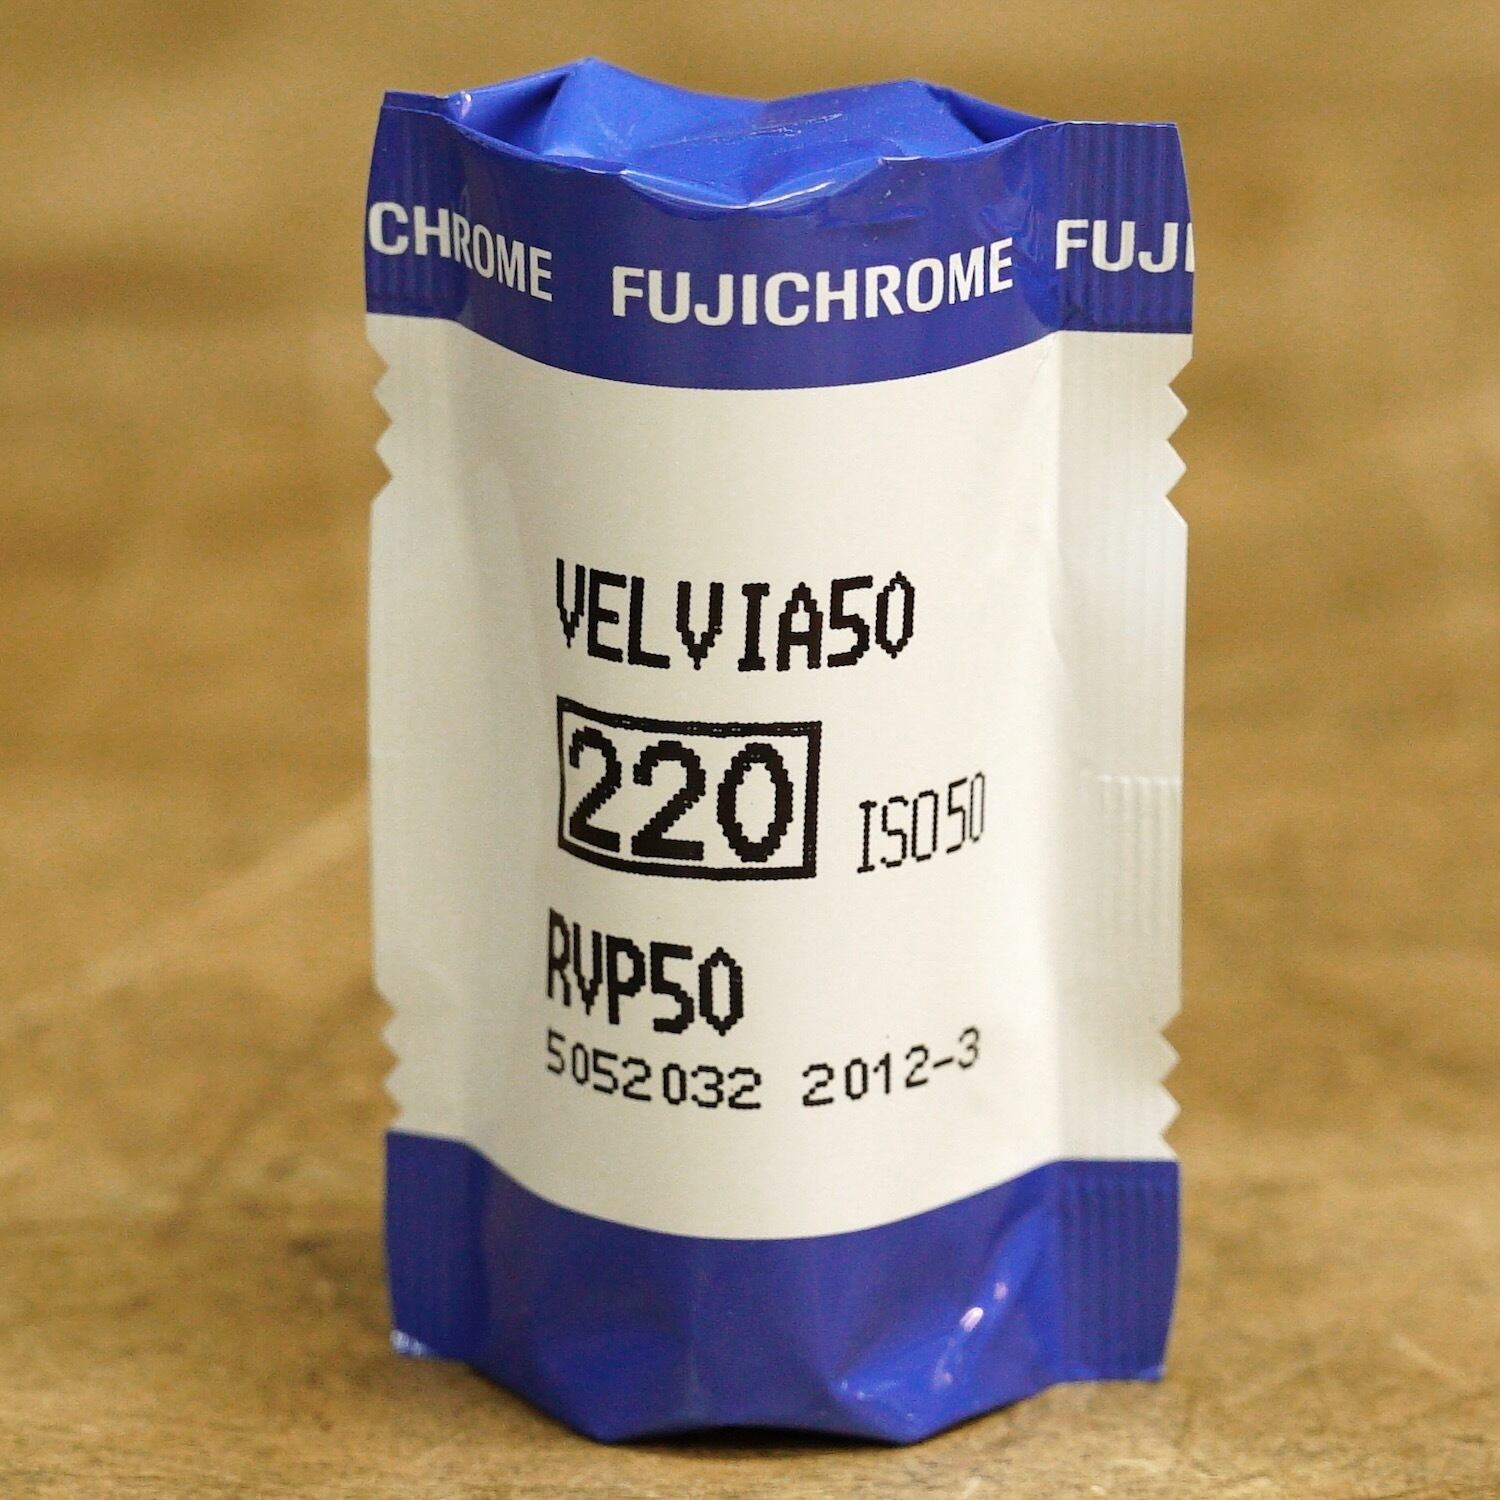 CHROME FUJICHROME FUJI
VELVIA50
220 ISO50
RVP50
5052032 2012-3